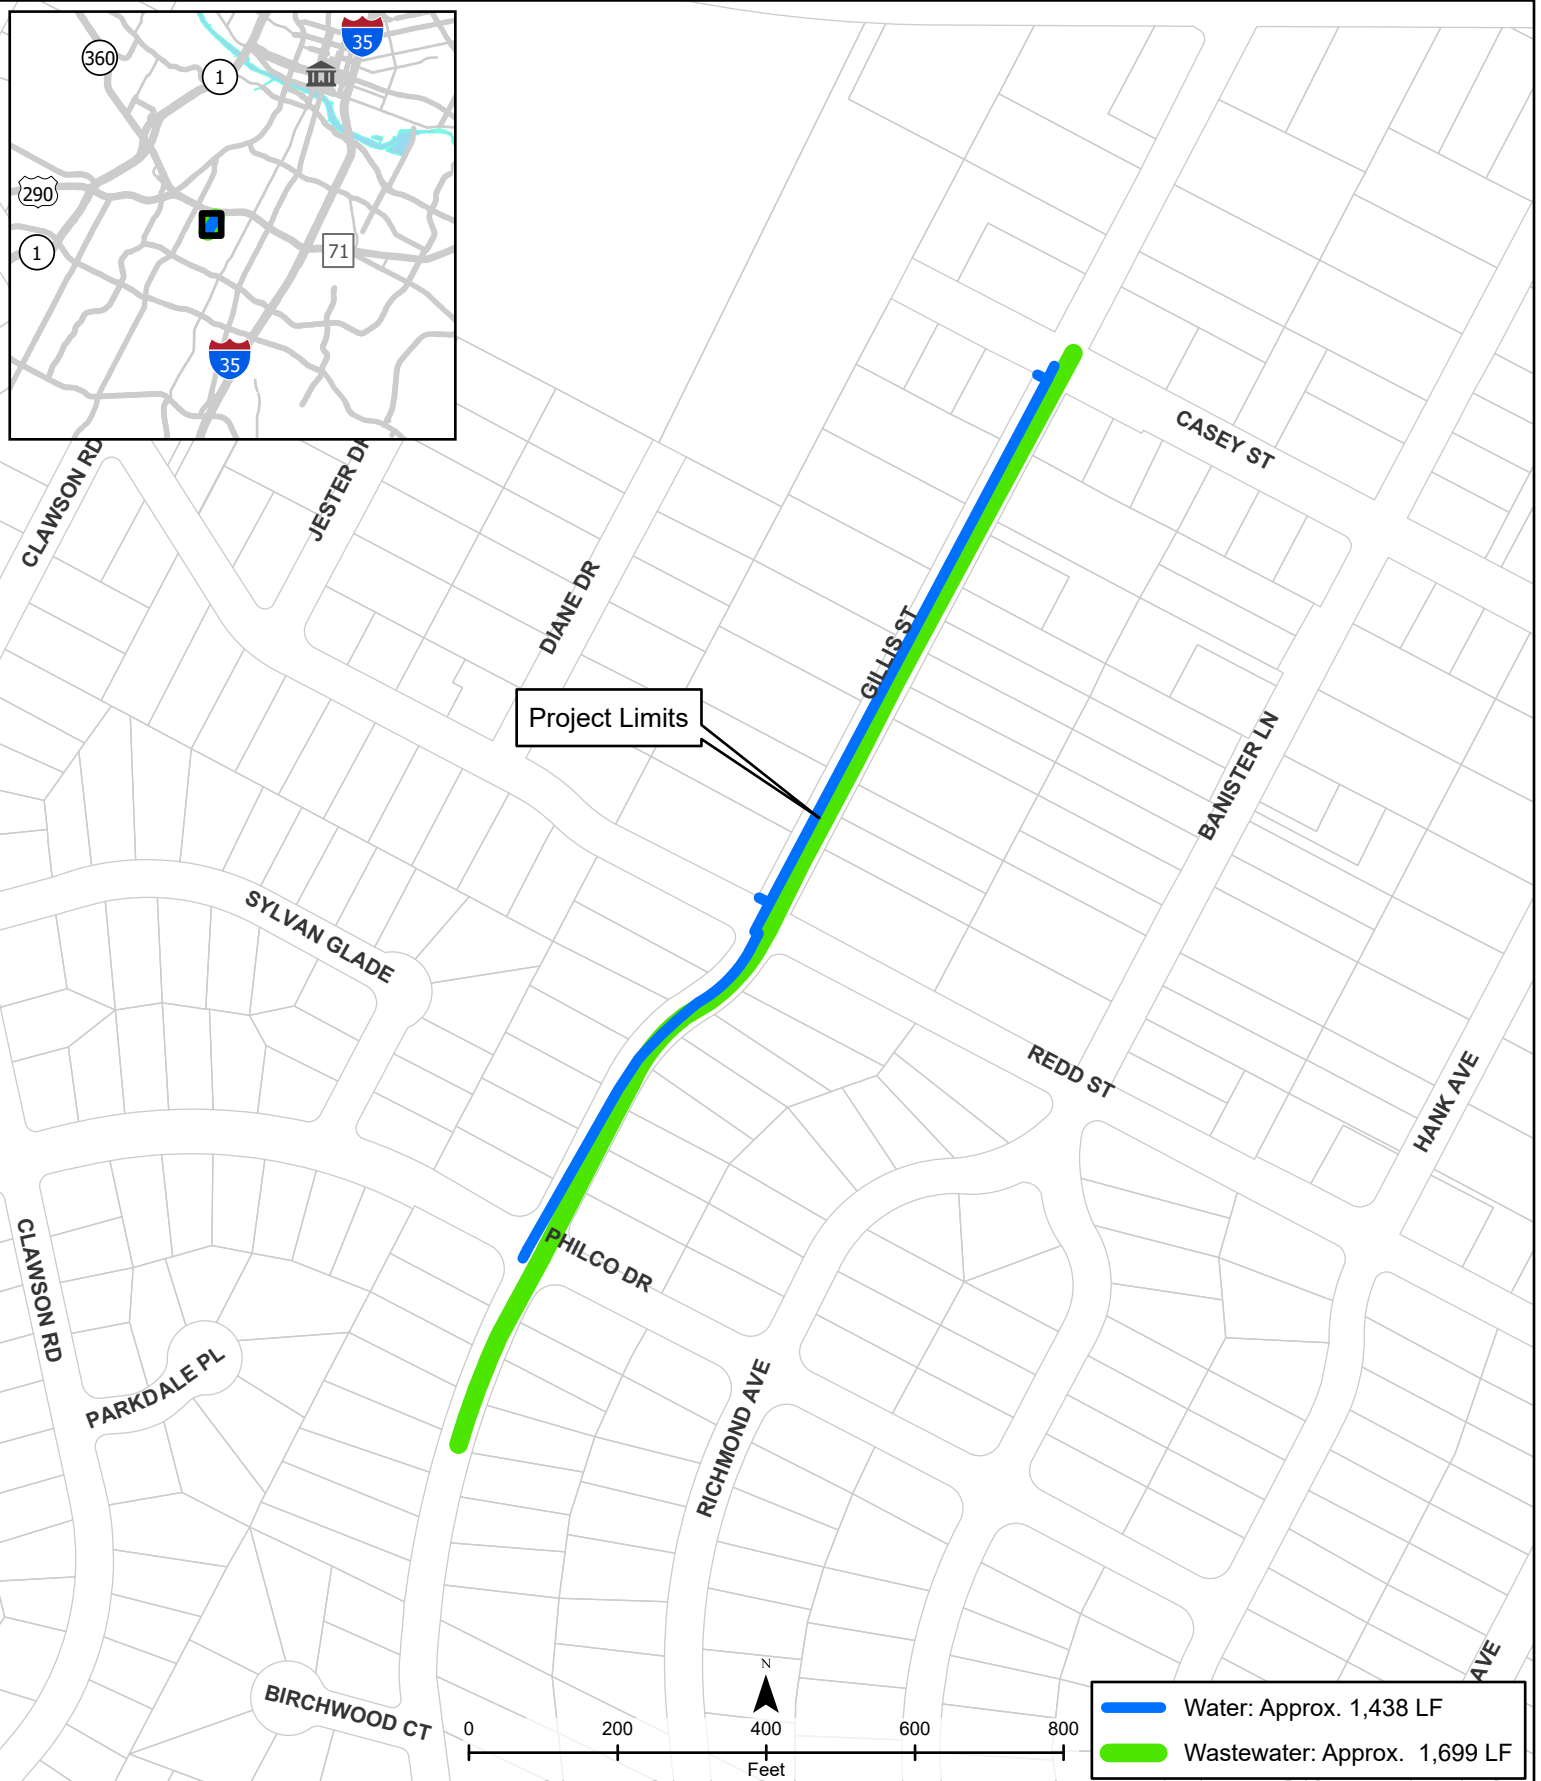 35
360
1
290
1
71
35
CLAWSON RD
JESTER DR
CASEY ST
DIANE DR
GILLIS ST
Project Limits
BANISTER LN
SYLVAN GLADE
REDD ST
HANK AVE
PHILCO DR
CLAWSON RD
PARKDALE PL
RICHMOND AVE
BIRCHWOOD CT
AVE
N
0 200 400 600 800
Feet
Water: Approx. 1,438 LF
Wastewater: Approx. 1,699 LF